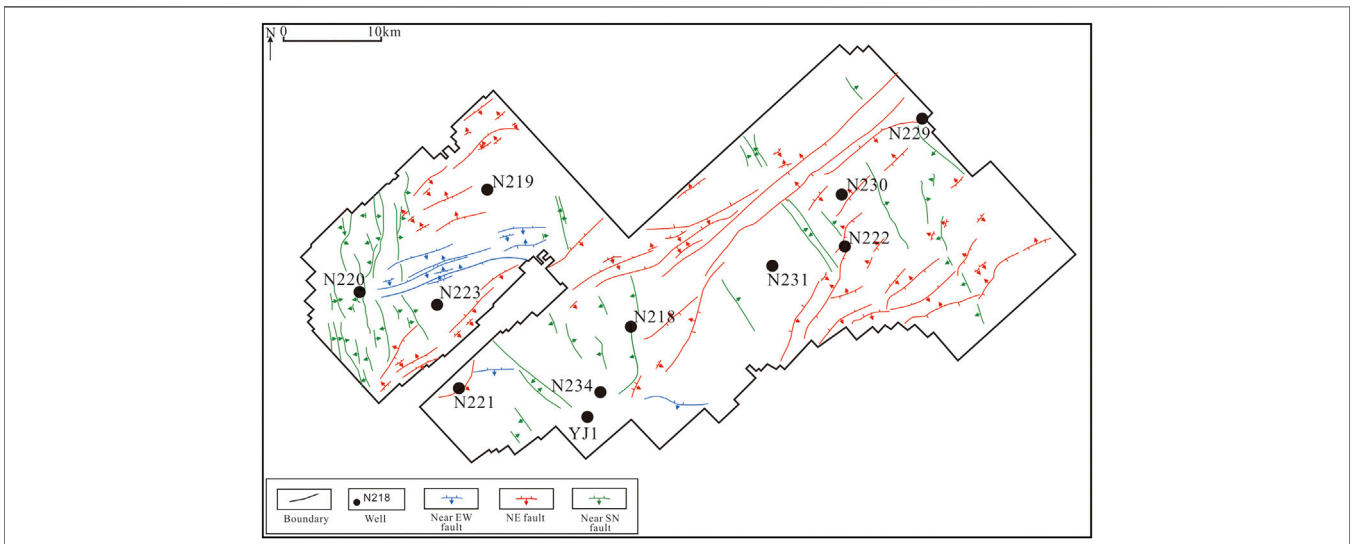 N 0 10km
N229
N219
N230
N222
N231
N220
N223
N218
N221
N234
YJ1
N218
Boundary Well Near EW fault NE fault Near SN fault